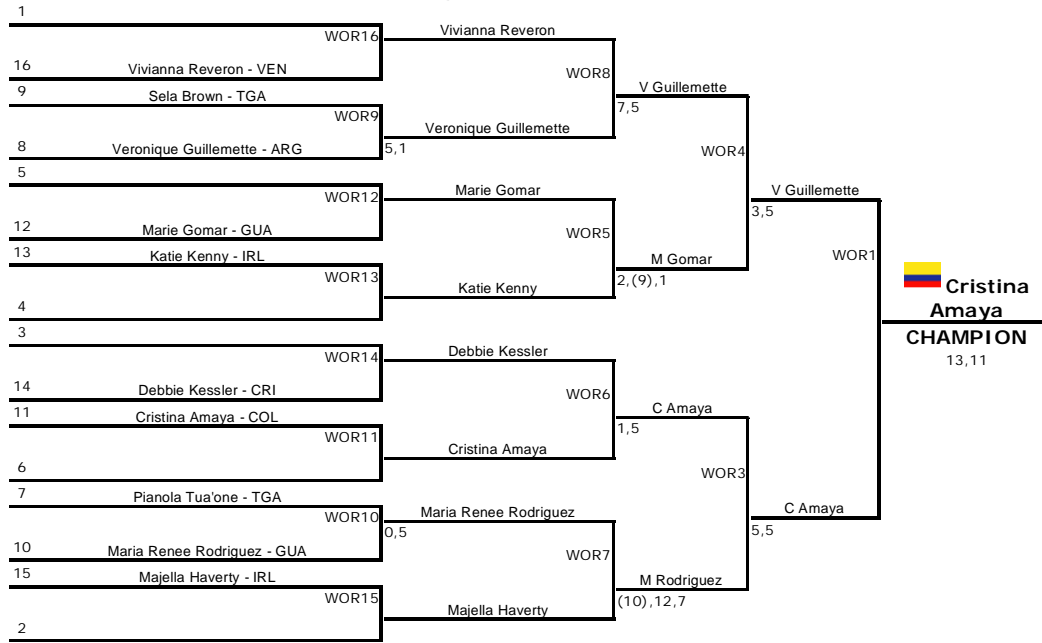 1
WOR16
Vivianna Reveron
16 Vivianna Reveron - VEN
WOR8
9 Sela Brown - TGA
V Guillemette
7,5
WOR9
Veronique Guillemette
5,1
8 Veronique Guillemette - ARG
WOR4
5
WOR12
Marie Gomar
V Guillemette
3,5
12 Marie Gomar - GUA
WOR5
13 Katie Kenny - IRL
M Gomar
2,(9),1
WOR1
WOR13
Katie Kenny
4
Cristina
Amaya
CHAMPION
13,11
3
WOR14
Debbie Kessler
14 Debbie Kessler - CRI
WOR6
11 Cristina Amaya - COL
C Amaya
1,5
WOR11
Cristina Amaya
6
WOR3
7 Pianola Tua'one - TGA
C Amaya
5,5
WOR10
Maria Renee Rodriguez
0,5
10 Maria Renee Rodriguez - GUA
WOR7
15 Majella Haverty - IRL
M Rodriguez
(10),12,7
WOR15
Majella Haverty
2